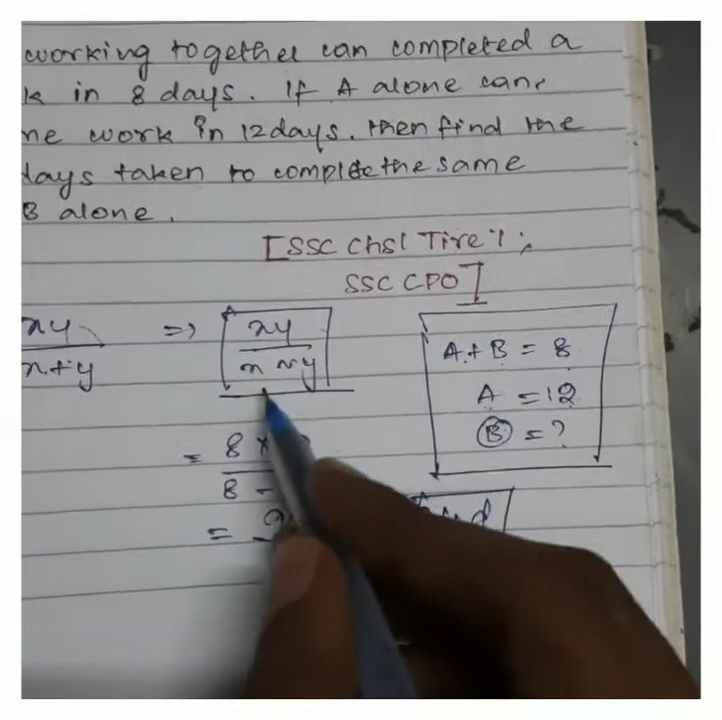 working together can completed a
k in 8 days. If A alone can
ne work in 12 days. then find the
days taken to complete the same
B alone.
[SSC Chsl Tire 1,
SSC CPO]
xy => xy
x+y x~y
A+B = 8
A = 12
B = ?
= 8 ×
8 -
=